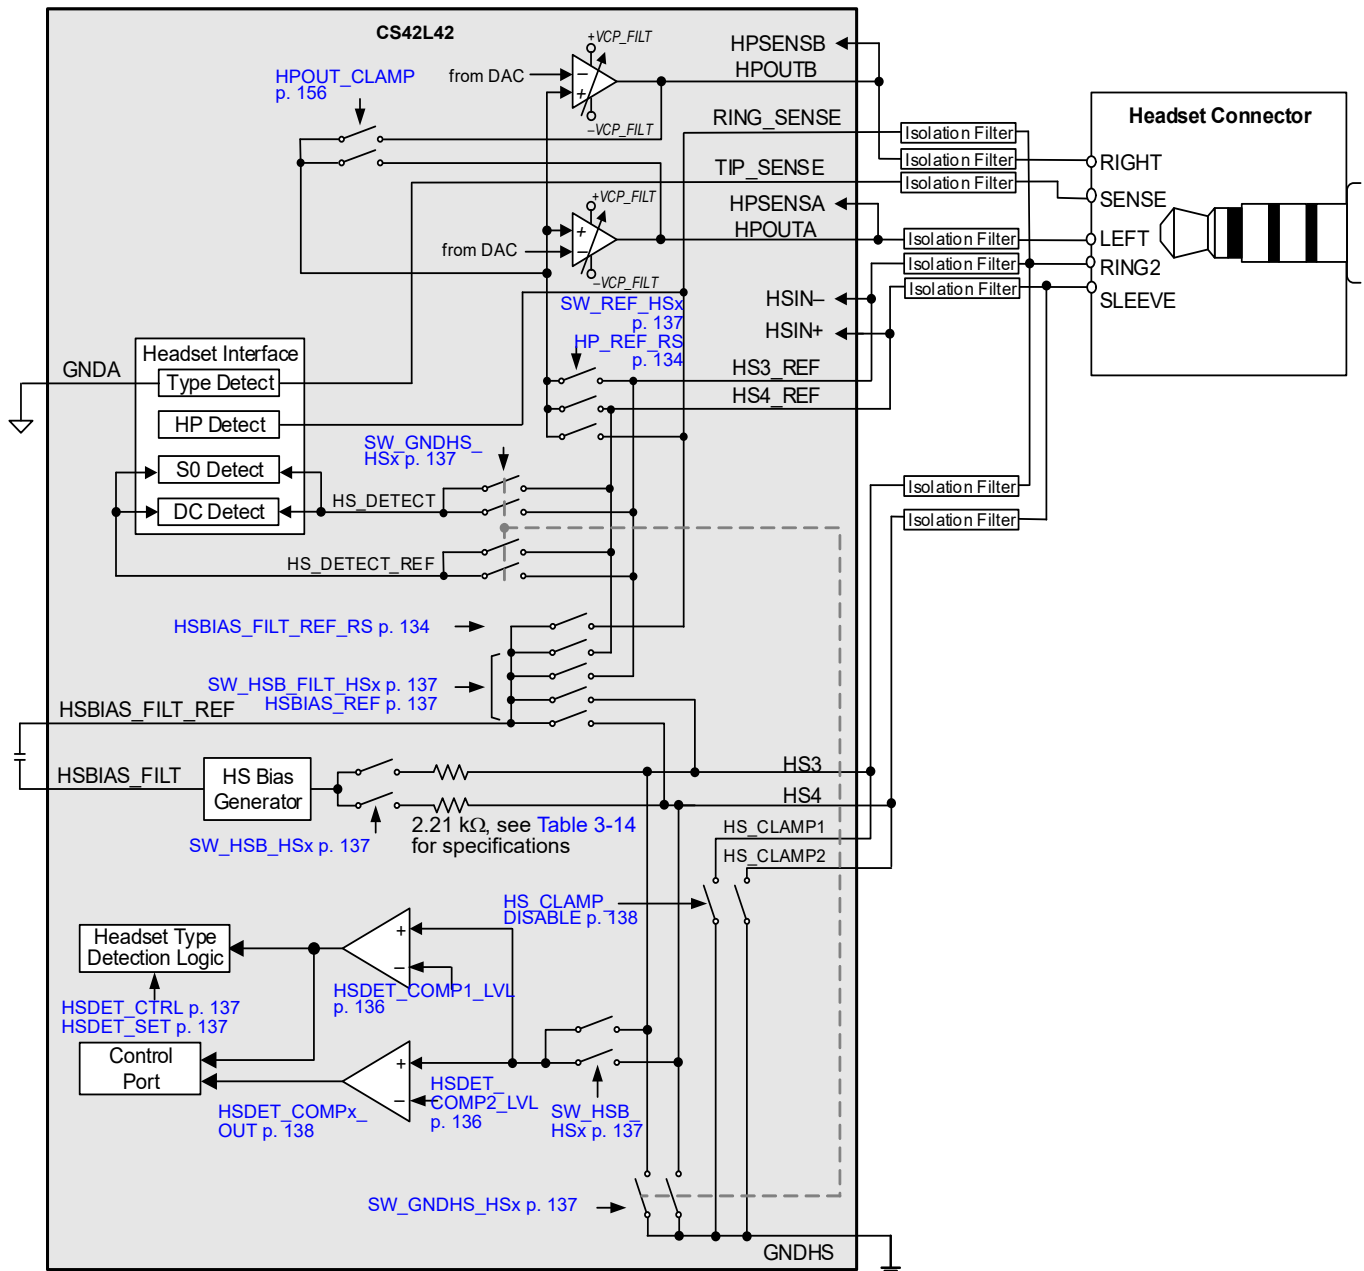 CS42L42
+VCP_FILT
HPSENSB
HPOUTB
HPOUT_CLAMP
p. 156
from DAC
–
+
–VCP_FILT
RING_SENSE
Isolation Filter
Headset Connector
Isolation Filter
RIGHT
TIP_SENSE
Isolation Filter
SENSE
+VCP_FILT
HPSENSA
HPOUTA
+
–
from DAC
Isolation Filter
LEFT
Isolation Filter
RING2
–VCP_FILT
Isolation Filter
SLEEVE
SW_REF_HSx
p. 137
HSIN–
HP_REF_RS
p. 134
HSIN+
Headset Interface
GNDA
Type Detect
HS3_REF
HS4_REF
HP Detect
SW_GNDHS_
HSx p. 137
S0 Detect
DC Detect
HS_DETECT
Isolation Filter
Isolation Filter
HS_DETECT_REF
HSBIAS_FILT_REF_RS p. 134
SW_HSB_FILT_HSx p. 137
HSBIAS_REF p. 137
HSBIAS_FILT_REF
HSBIAS_FILT
HS Bias
Generator
HS3
HS4
2.21 kΩ, see Table 3-14
for specifications
SW_HSB_HSx p. 137
HS_CLAMP1
HS_CLAMP2
HS_CLAMP_
DISABLE p. 138
Headset Type
Detection Logic
+
–
HSDET_COMP1_LVL
p. 136
HSDET_CTRL p. 137
HSDET_SET p. 137
Control
Port
+
–
HSDET_
COMP2_LVL
p. 136
HSDET_COMPx_
OUT p. 138
SW_HSB_
HSx p. 137
SW_GNDHS_HSx p. 137
GNDHS